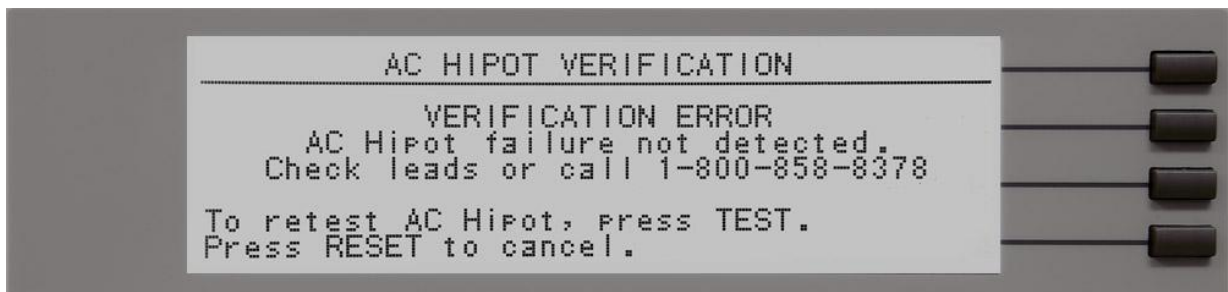 AC HIPOT VERIFICATION
VERIFICATION ERROR
AC Hipot failure not detected.
Check leads or call 1-800-858-8378
To retest AC Hipot, press TEST.
Press RESET to cancel.